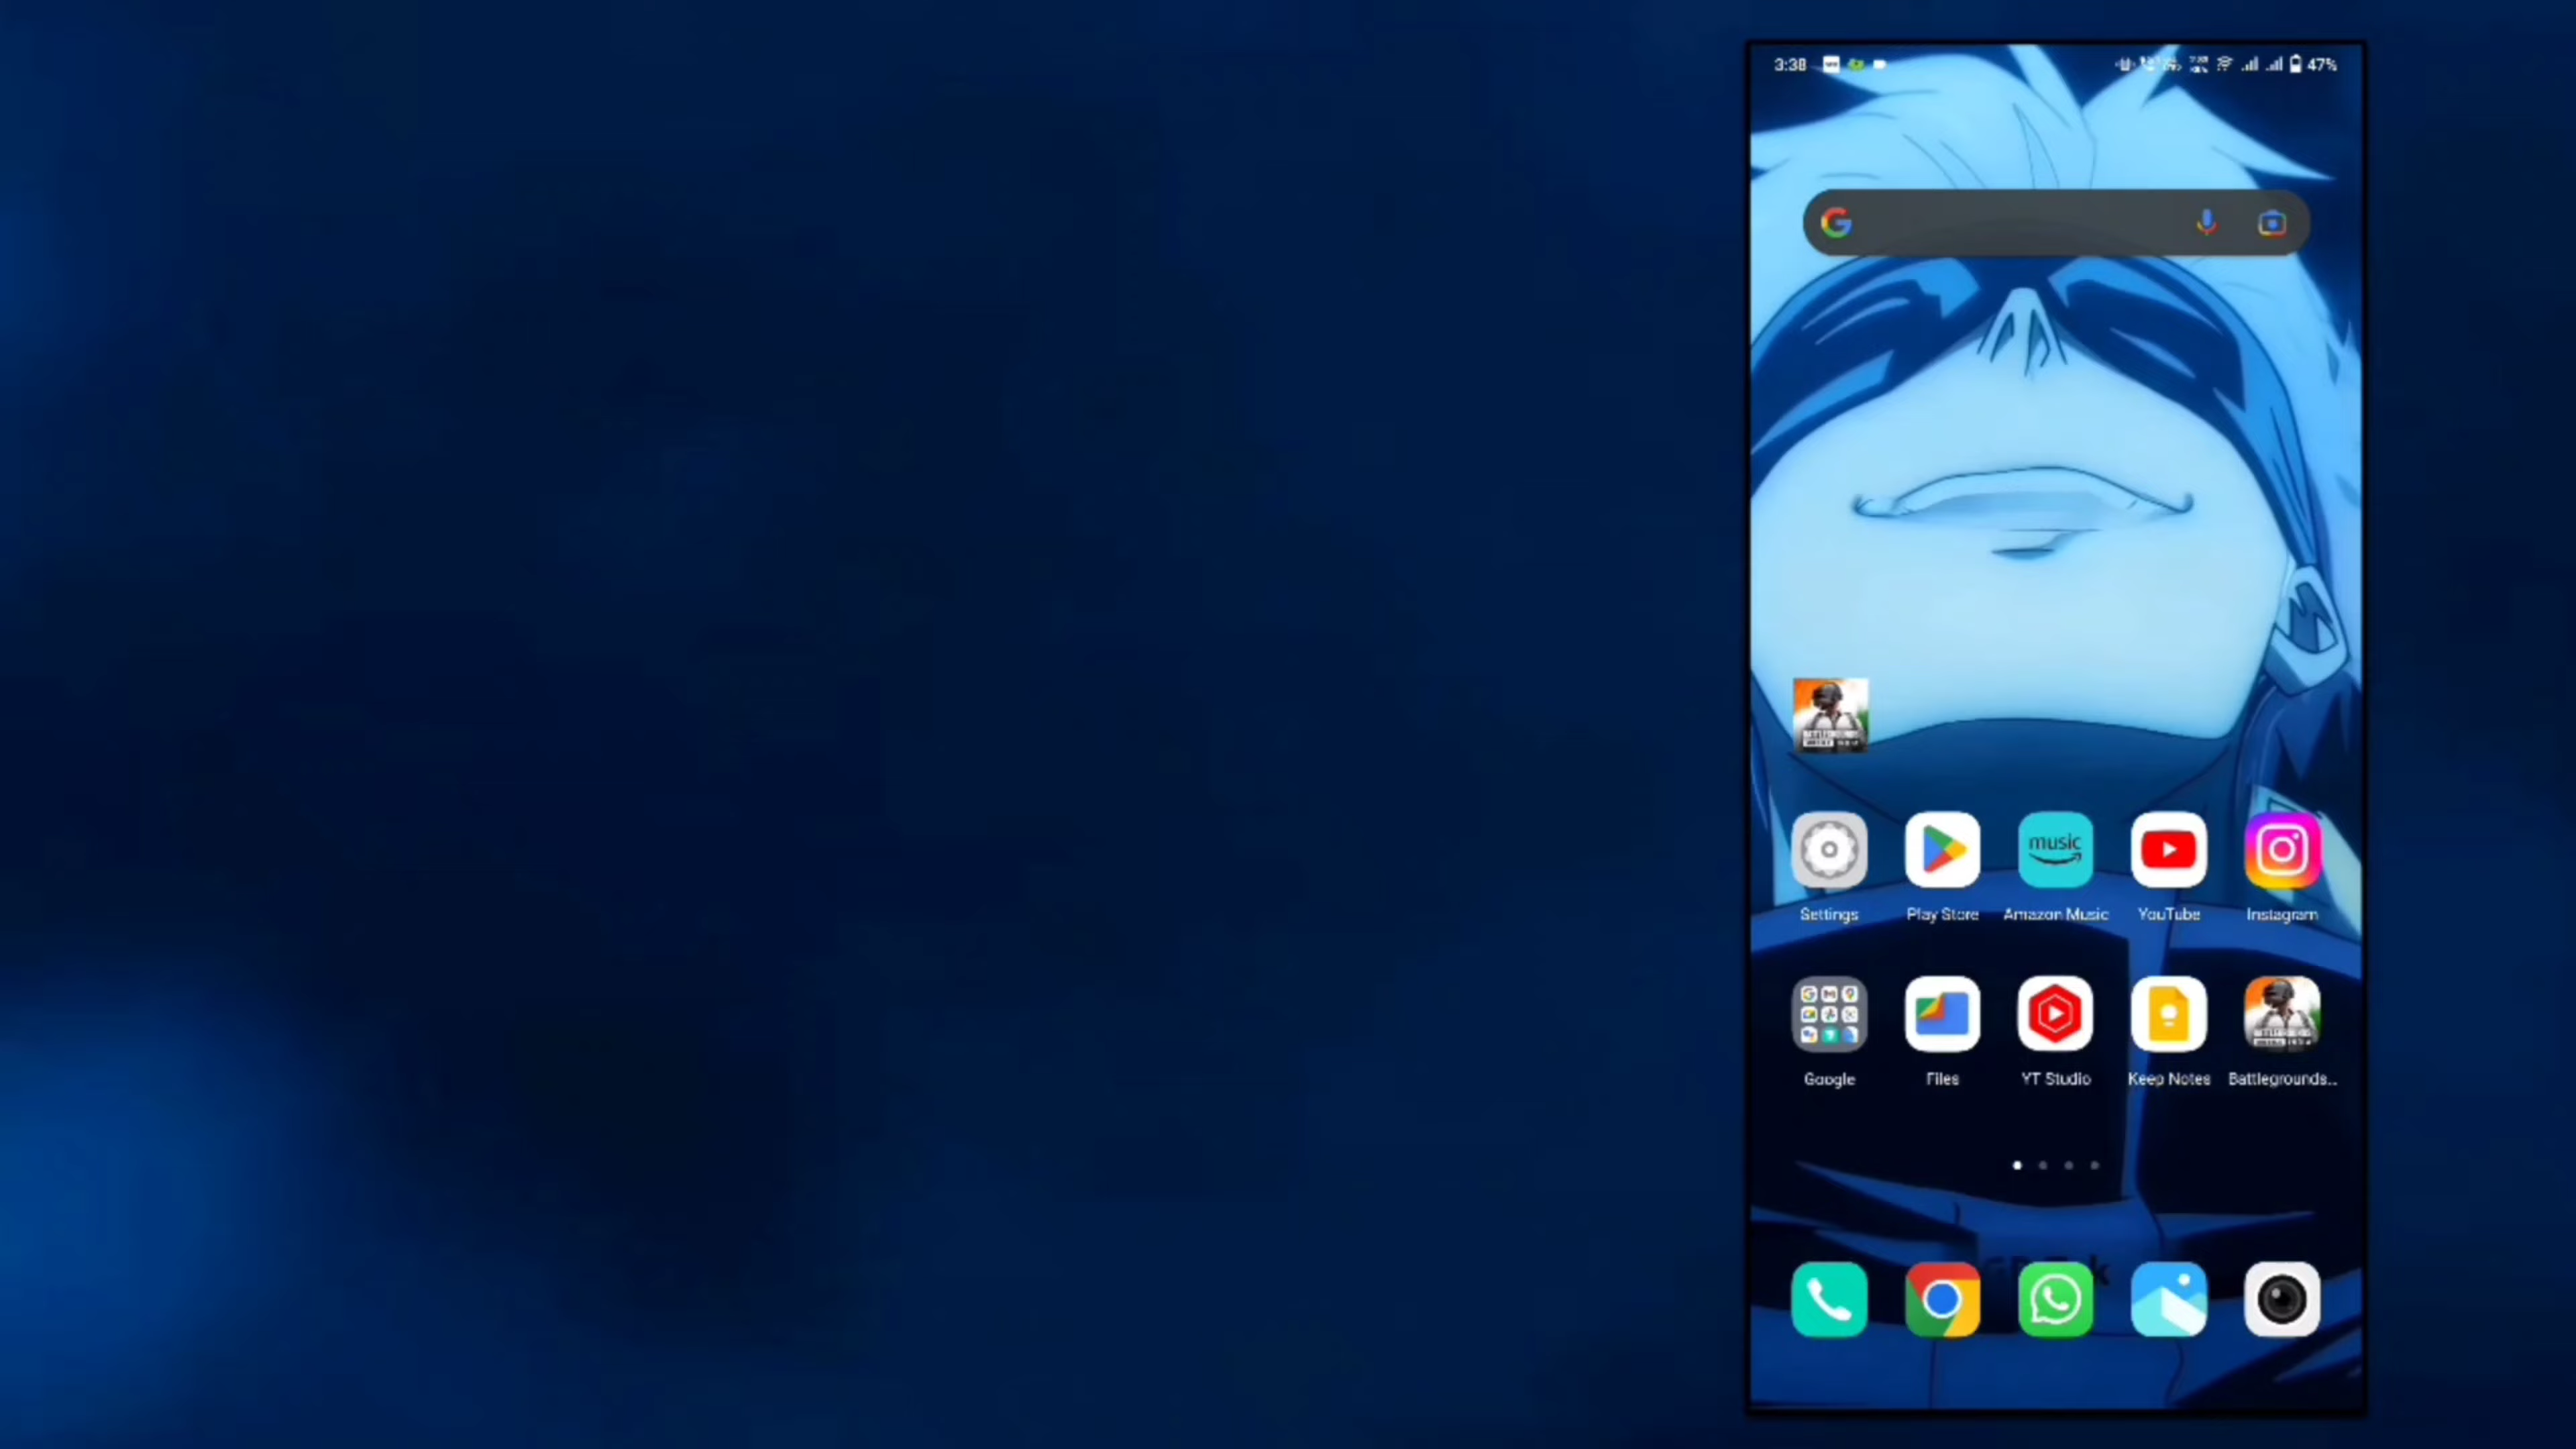 3:38
47%
music
Settings
Play Store
Amazon Music
YouTube
Instagram
Google
Files
YT Studio
Keep Notes
Battlegrounds..